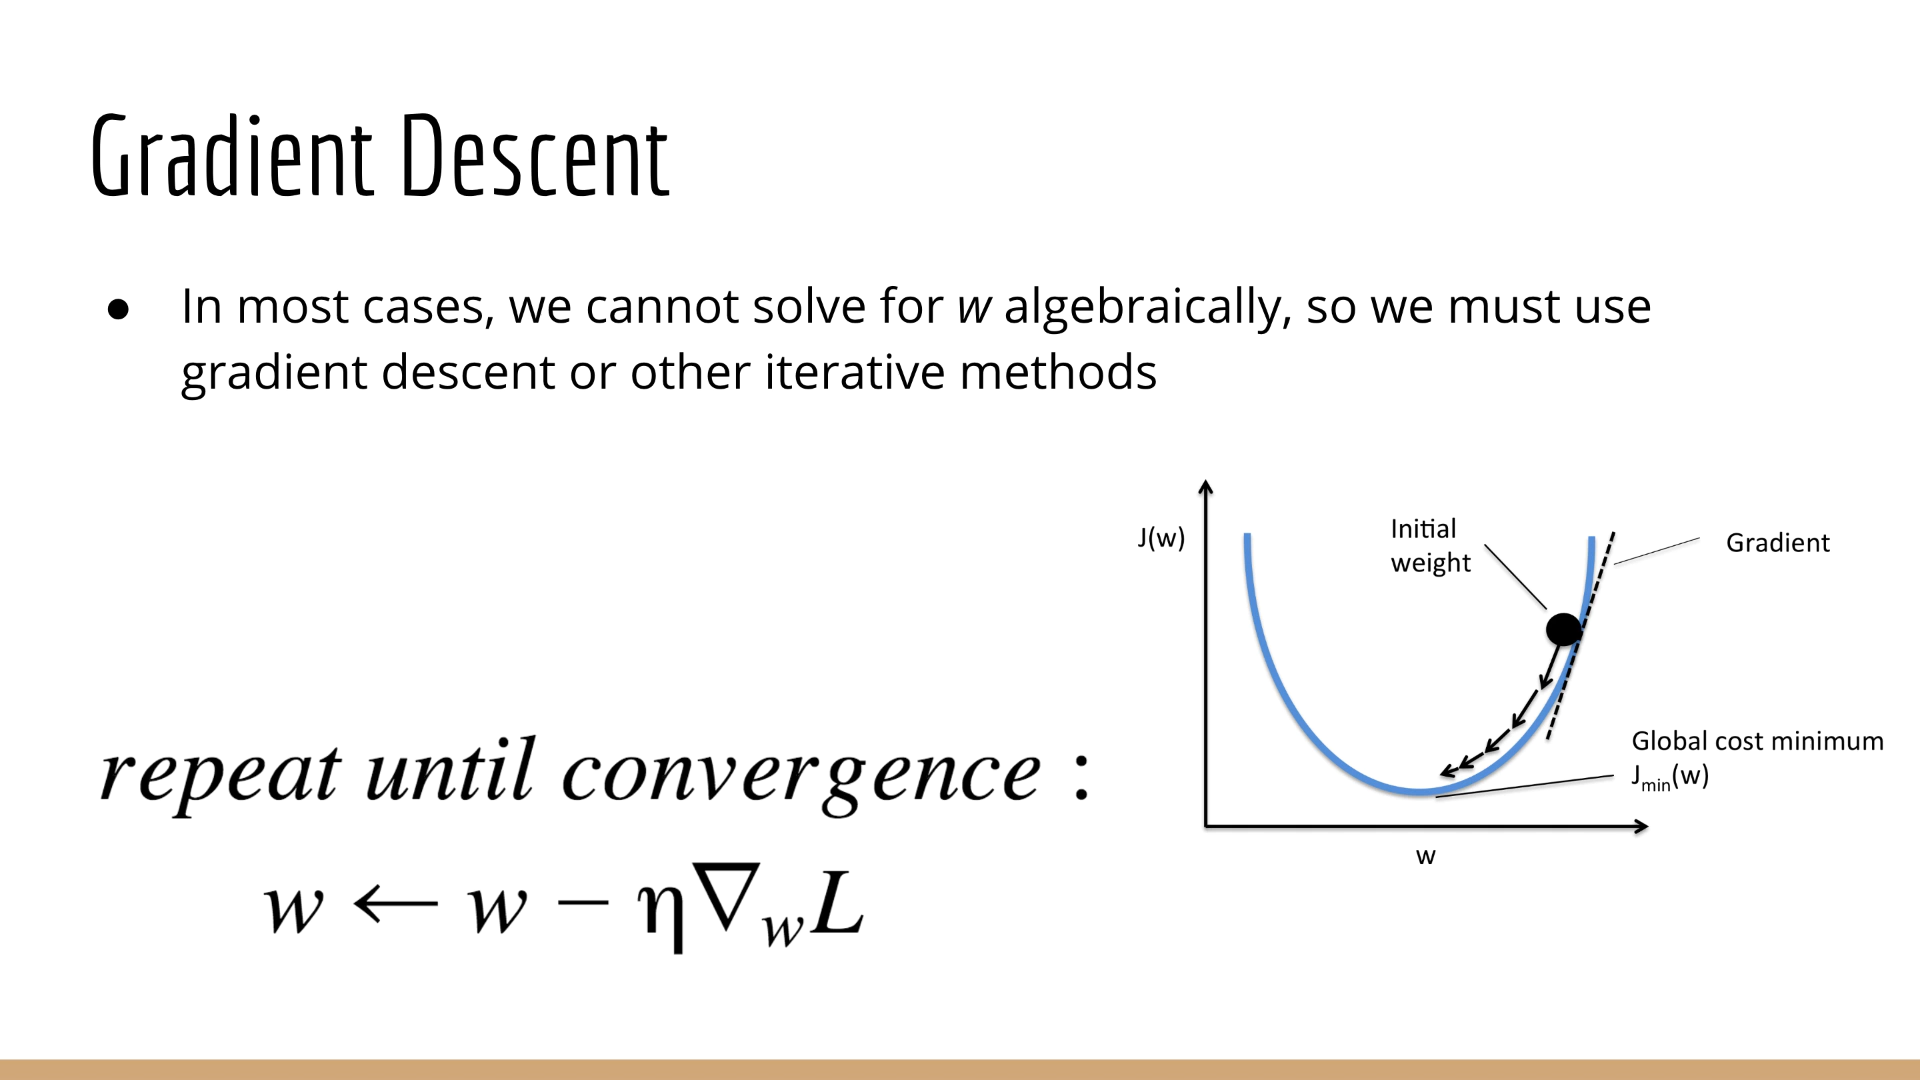 Gradient Descent
● In most cases, we cannot solve for w algebraically, so we must use
gradient descent or other iterative methods
J(w)
Initial
weight
Gradient
Global cost minimum
Jmin(w)
w
repeat until convergence :
w ← w − η∇wL